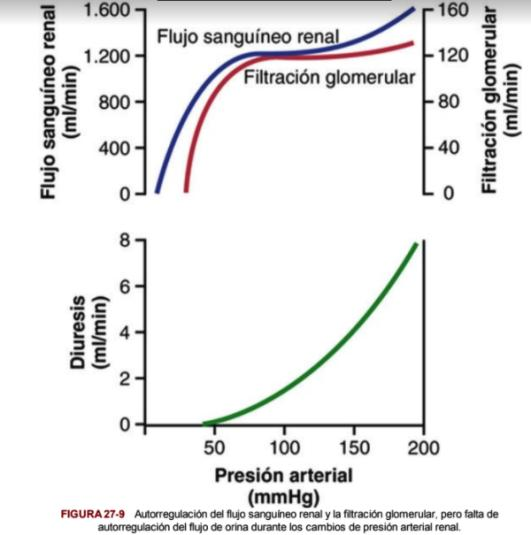 Flujo sanguíneo renal
(ml/min)
1.600
1.200
800
400
0
Flujo sanguíneo renal
Filtración glomerular
160
120
80
40
0
Filtración glomerular
(ml/min)
Diuresis
(ml/min)
8
6
4
2
0
50 100 150 200
Presión arterial
(mmHg)
FIGURA 27-9 Autorregulación del flujo sanguíneo renal y la filtración glomerular, pero falta de
autorregulación del flujo de orina durante los cambios de presión arterial renal.